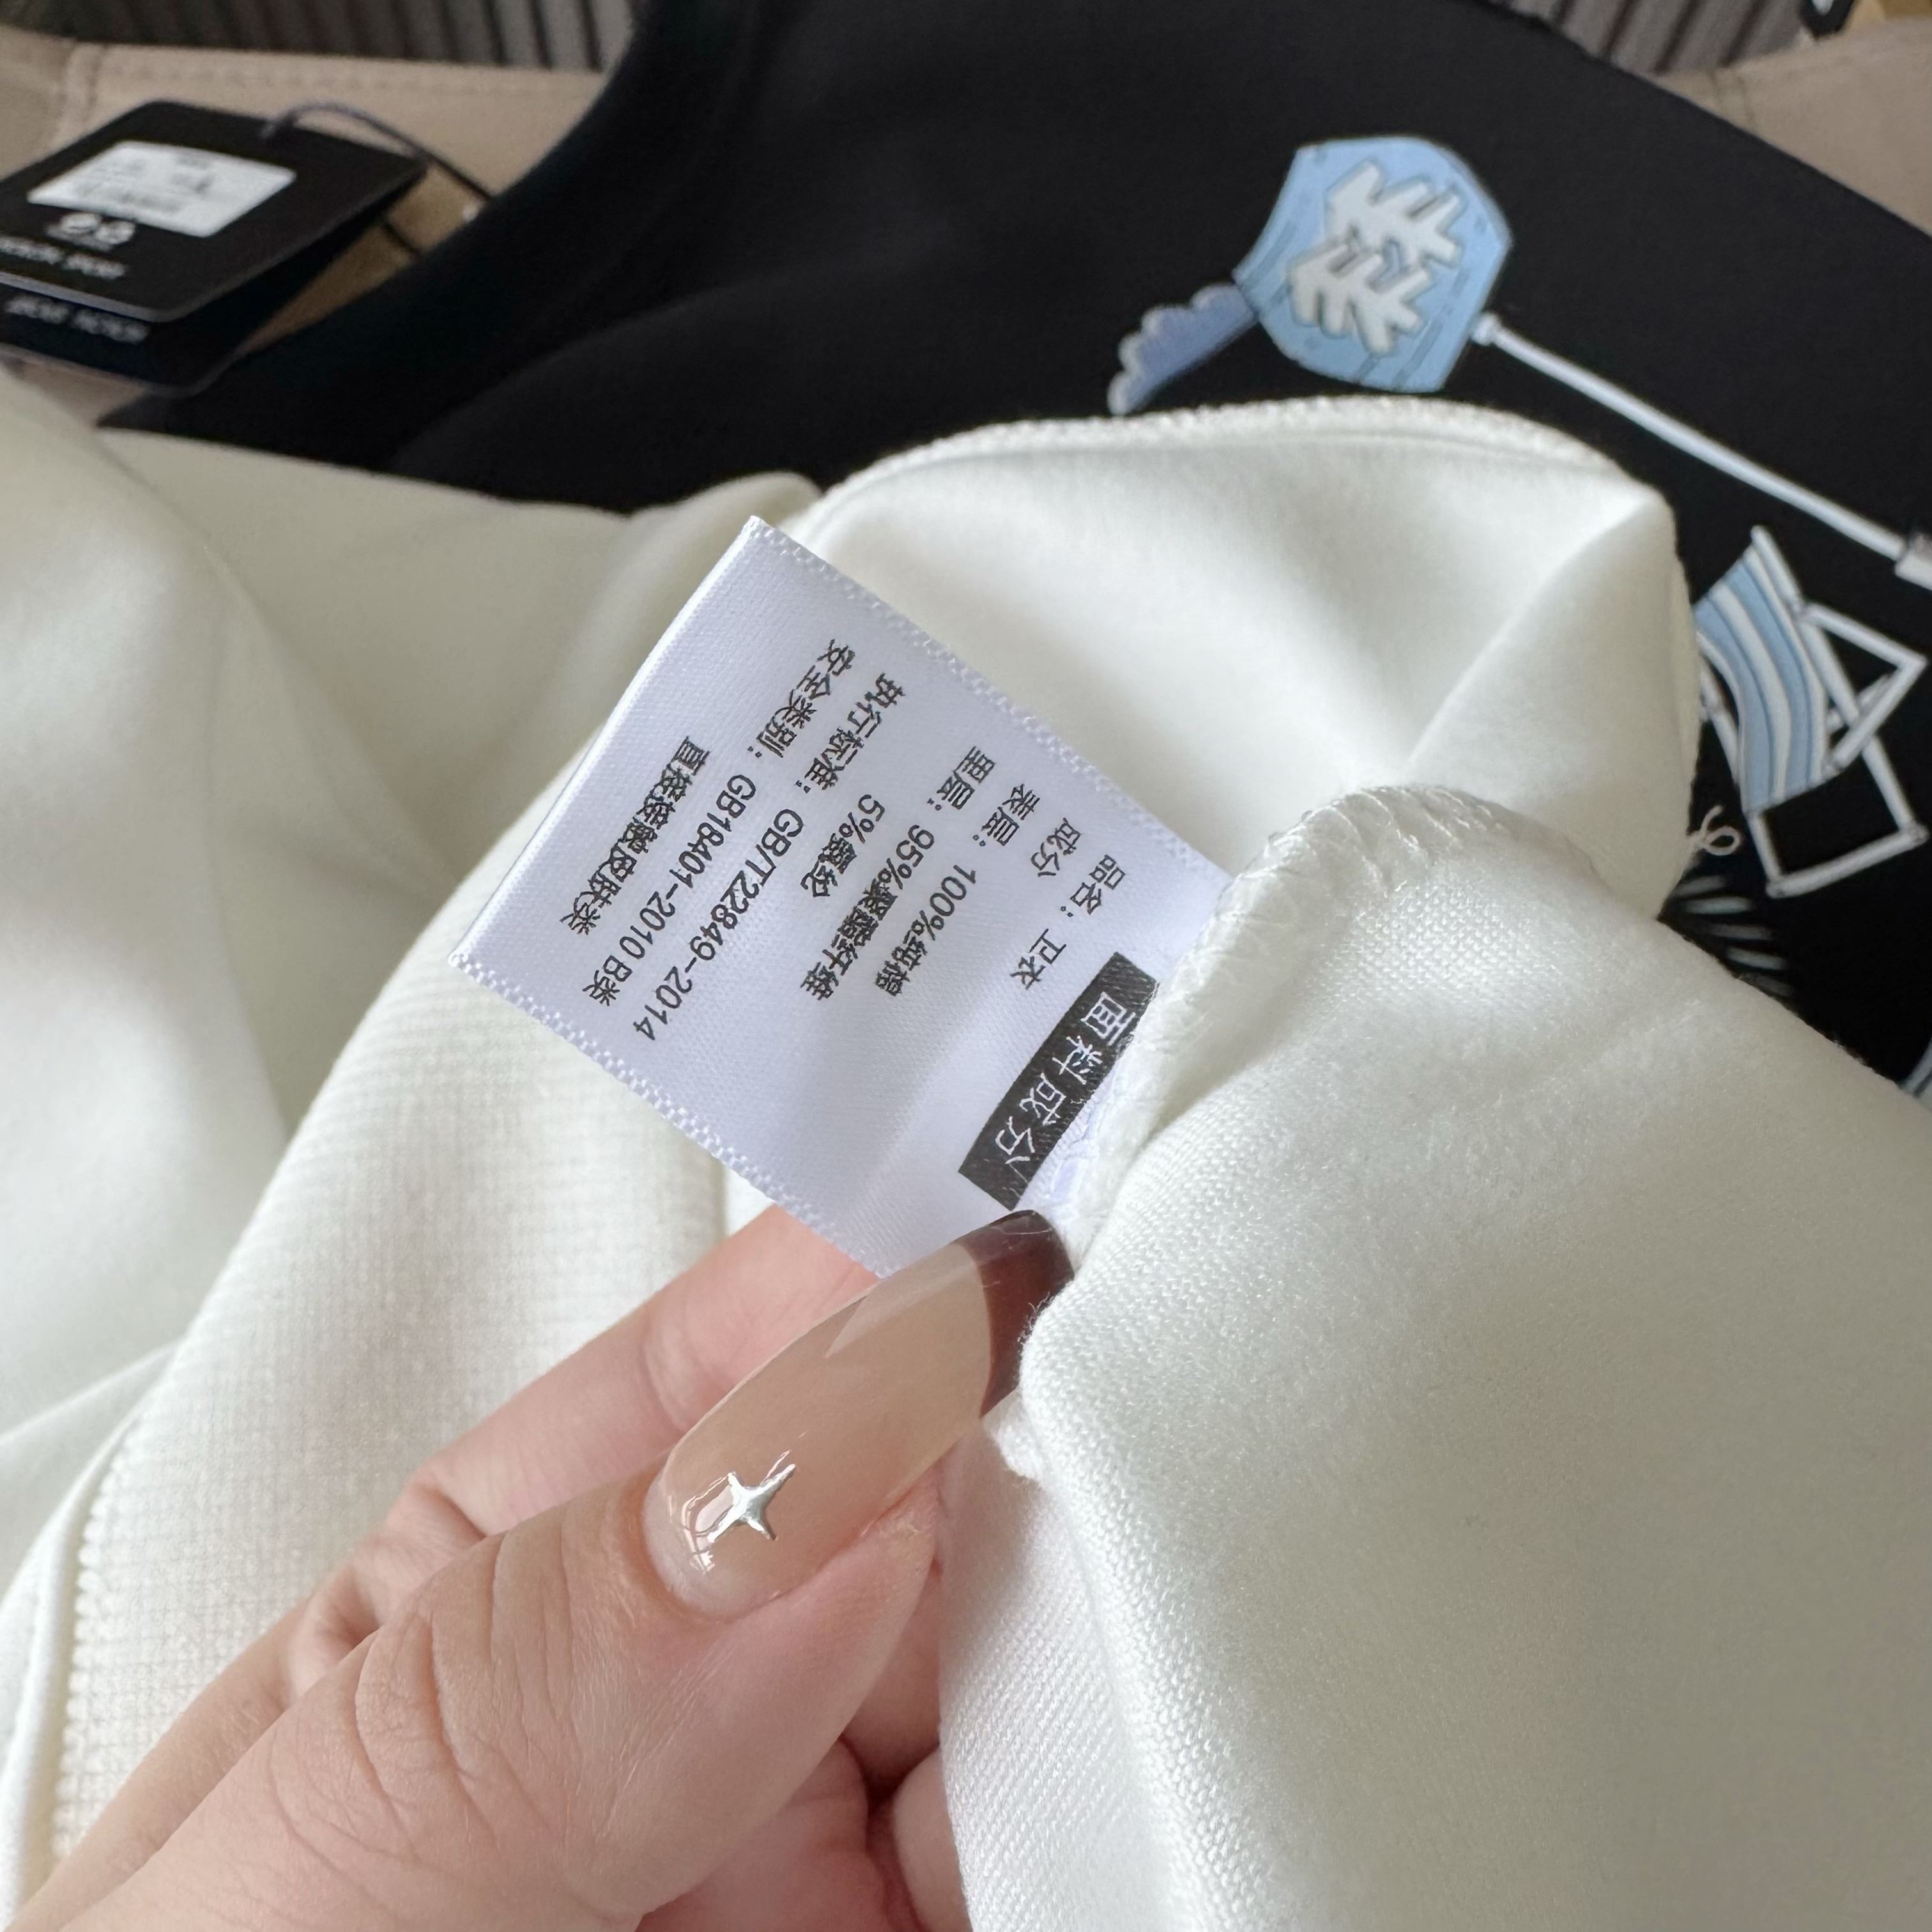 面料成分
品名：卫衣
成分
表层：100%纯棉
里层：95%聚酯纤维
5%氨纶
执行标准：GB/T22849-2014
安全类别：GB18401-2010 B类
直接接触皮肤类